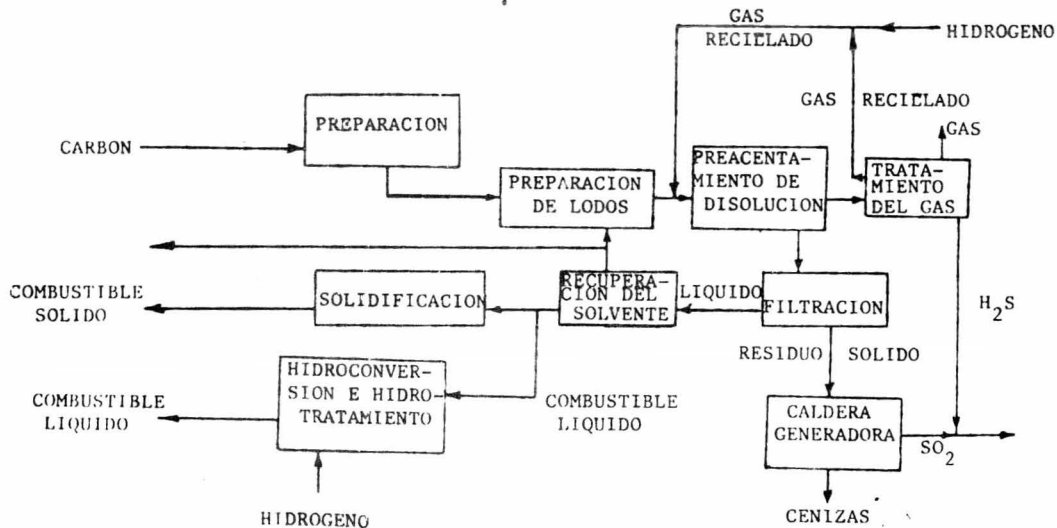 GAS
RECIELADO
HIDROGENO
GAS RECIELADO
GAS
PREPARACION
CARBON
PREPARACION
DE LODOS
PREACENTA-
MIENTO DE
DISOLUCION
TRATA-
MIENTO
DEL GAS
COMBUSTIBLE
SOLIDO
SOLIDIFICACION
RECUPERA-
CION DEL
SOLVENTE
LIQUIDO
FILTRACION
H2S
RESIDUO SOLIDO
HIDROCONVER-
SION E HIDRO-
TRATAMIENTO
COMBUSTIBLE
LIQUIDO
COMBUSTIBLE
LIQUIDO
CALDERA
GENERADORA
SO2
HIDROGENO
CENIZAS